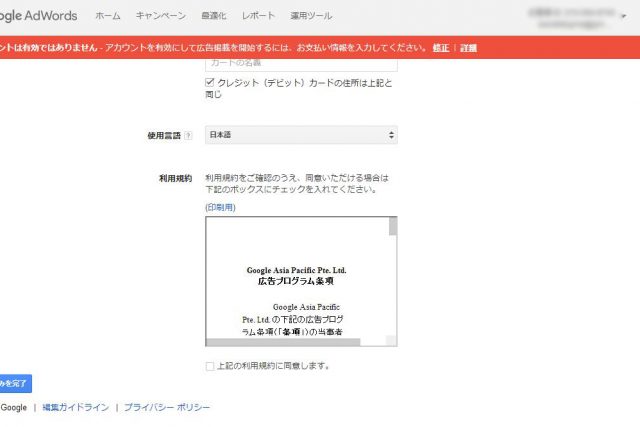 oogle AdWords ホーム キャンペーン 最適化 レポート 運用ツール
ントは有効ではありません - アカウントを有効にして広告掲載を開始するには、お支払い情報を入力してください。 修正 | 詳細
カードの名義
クレジット（デビット）カードの住所は上記と
同じ
使用言語 ? 日本語
利用規約 利用規約をご確認のうえ、同意いただける場合は
下記のボックスにチェックを入れてください。
(印刷用)
Google Asia Pacific Pte. Ltd.
広告プログラム条項
Google Asia Pacific
Pte. Ltd. の下記の広告プログ
ラム条項(「条項」)の当事者
上記の利用規約に同意します。
みを完了
Google | 編集ガイドライン | プライバシー ポリシー